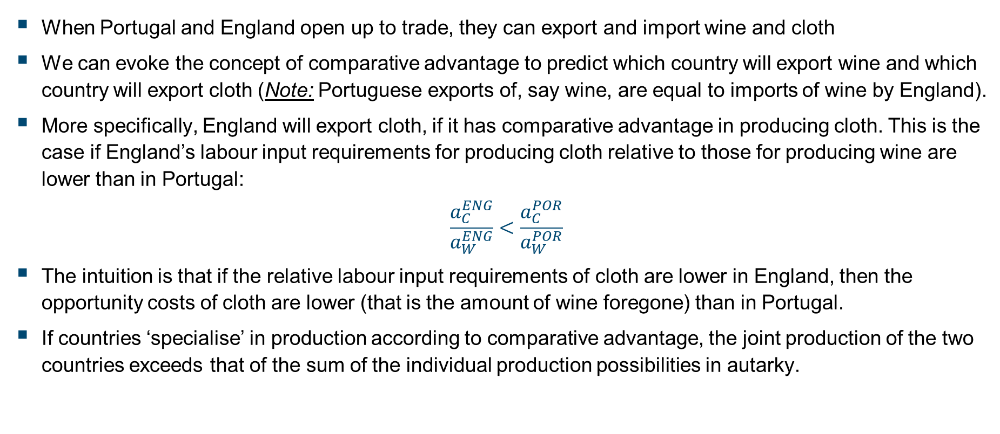 ▪ When Portugal and England open up to trade, they can export and import wine and cloth
▪ We can evoke the concept of comparative advantage to predict which country will export wine and which
country will export cloth (Note: Portuguese exports of, say wine, are equal to imports of wine by England).
▪ More specifically, England will export cloth, if it has comparative advantage in producing cloth. This is the
case if England’s labour input requirements for producing cloth relative to those for producing wine are
lower than in Portugal:
$\frac{a_C^{ENG}}{a_W^{ENG}} < \frac{a_C^{POR}}{a_W^{POR}}$
▪ The intuition is that if the relative labour input requirements of cloth are lower in England, then the
opportunity costs of cloth are lower (that is the amount of wine foregone) than in Portugal.
▪ If countries ‘specialise’ in production according to comparative advantage, the joint production of the two
countries exceeds that of the sum of the individual production possibilities in autarky.